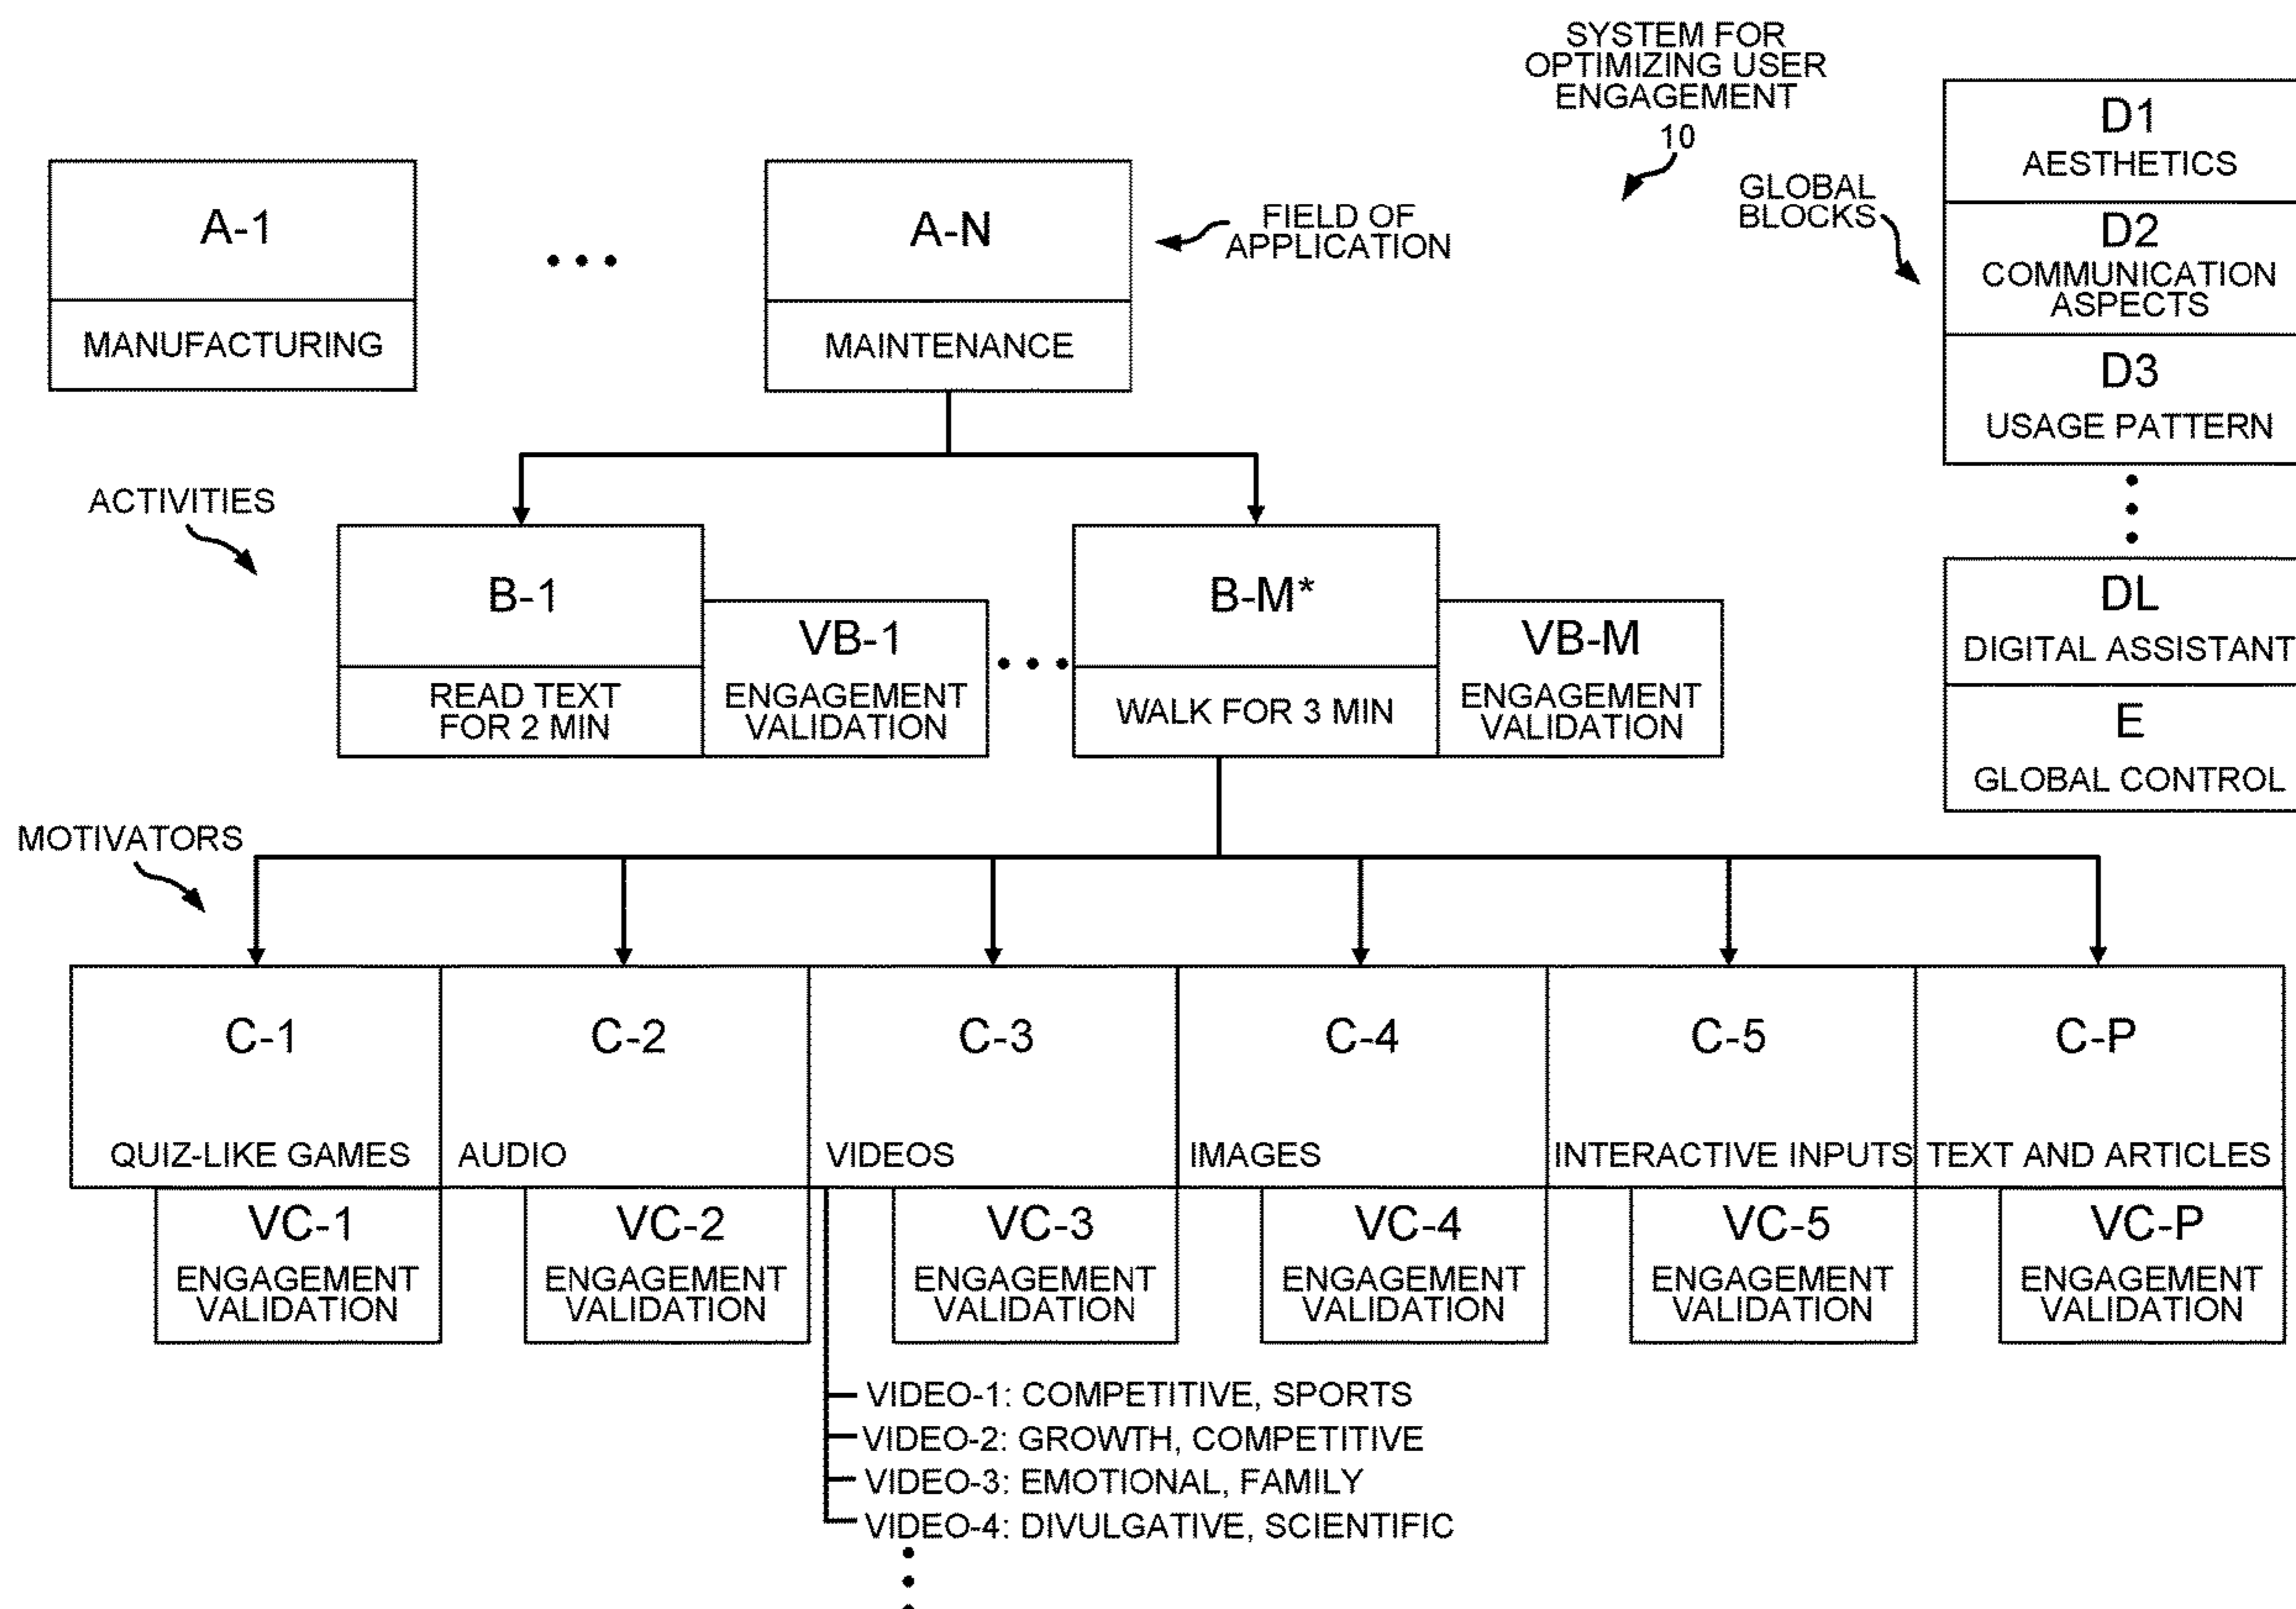 SYSTEM FOR
OPTIMIZING USER
ENGAGEMENT
10
A-1
MANUFACTURING
A-N
MAINTENANCE
FIELD OF
APPLICATION
GLOBAL
BLOCKS
D1
AESTHETICS
D2
COMMUNICATION
ASPECTS
D3
USAGE PATTERN
DL
DIGITAL ASSISTANT
E
GLOBAL CONTROL
ACTIVITIES
B-1
READ TEXT
FOR 2 MIN
VB-1
ENGAGEMENT
VALIDATION
B-M*
WALK FOR 3 MIN
VB-M
ENGAGEMENT
VALIDATION
MOTIVATORS
C-1
QUIZ-LIKE GAMES
C-2
AUDIO
C-3
VIDEOS
C-4
IMAGES
C-5
INTERACTIVE INPUTS
C-P
TEXT AND ARTICLES
VC-1
ENGAGEMENT
VALIDATION
VC-2
ENGAGEMENT
VALIDATION
VC-3
ENGAGEMENT
VALIDATION
VC-4
ENGAGEMENT
VALIDATION
VC-5
ENGAGEMENT
VALIDATION
VC-P
ENGAGEMENT
VALIDATION
VIDEO-1: COMPETITIVE, SPORTS
VIDEO-2: GROWTH, COMPETITIVE
VIDEO-3: EMOTIONAL, FAMILY
VIDEO-4: DIVULGATIVE, SCIENTIFIC